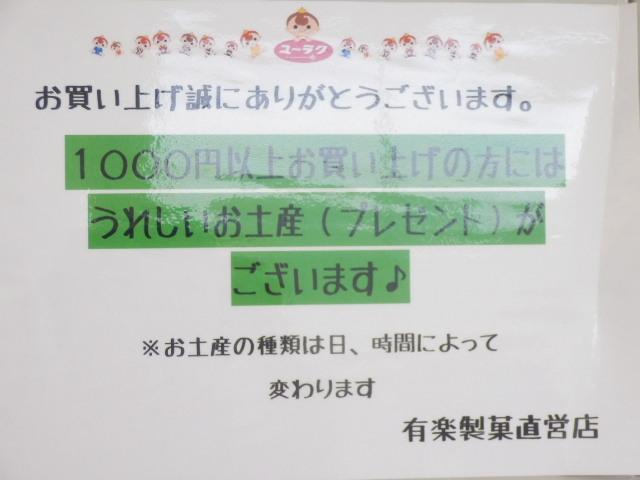 ユーラク
お買い上げ誠にありがとうございます。
1000円以上お買い上げの方には
うれしいお土産(プレゼント)が
ございます♪
※お土産の種類は日、時間によって
変わります
有楽製菓直営店